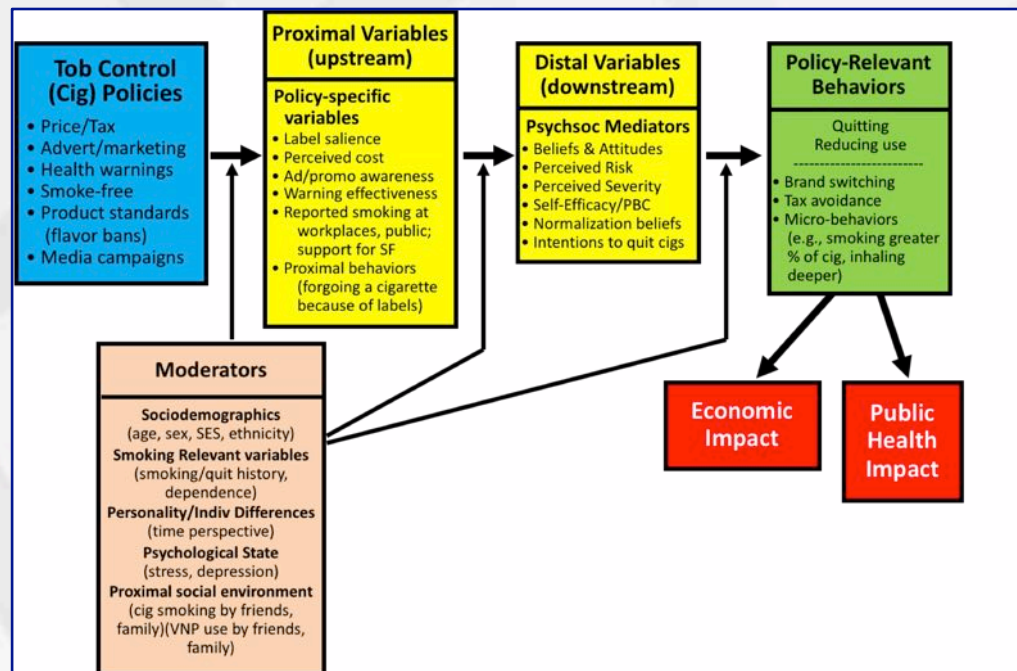 Tob Control
(Cig) Policies
• Price/Tax
• Advert/marketing
• Health warnings
• Smoke-free
• Product standards
(flavor bans)
• Media campaigns
Proximal Variables
(upstream)
Policy-specific
variables
• Label salience
• Perceived cost
• Ad/promo awareness
• Warning effectiveness
• Reported smoking at
workplaces, public;
support for SF
• Proximal behaviors
(forgoing a cigarette
because of labels)
Distal Variables
(downstream)
Psychsoc Mediators
• Beliefs & Attitudes
• Perceived Risk
• Perceived Severity
• Self-Efficacy/PBC
• Normalization beliefs
• Intentions to quit cigs
Policy-Relevant
Behaviors
Quitting
Reducing use
--------------------------
• Brand switching
• Tax avoidance
• Micro-behaviors
(e.g., smoking greater
% of cig, inhaling
deeper)
Moderators
Sociodemographics
(age, sex, SES, ethnicity)
Smoking Relevant variables
(smoking/quit history,
dependence)
Personality/Indiv Differences
(time perspective)
Psychological State
(stress, depression)
Proximal social environment
(cig smoking by friends,
family)(VNP use by friends,
family)
Economic
Impact
Public
Health
Impact